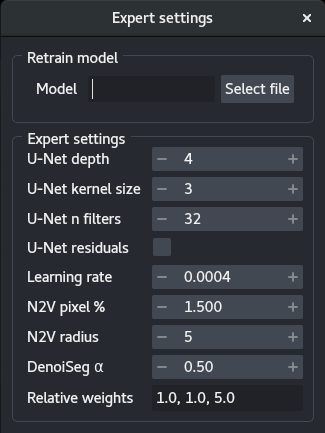 Expert settings ×
Retrain model
Model Select file
Expert settings
U-Net depth − 4 +
U-Net kernel size − 3 +
U-Net n filters − 32 +
U-Net residuals
Learning rate − 0.0004 +
N2V pixel % − 1.500 +
N2V radius − 5 +
DenoiSeg α − 0.50 +
Relative weights 1.0, 1.0, 5.0